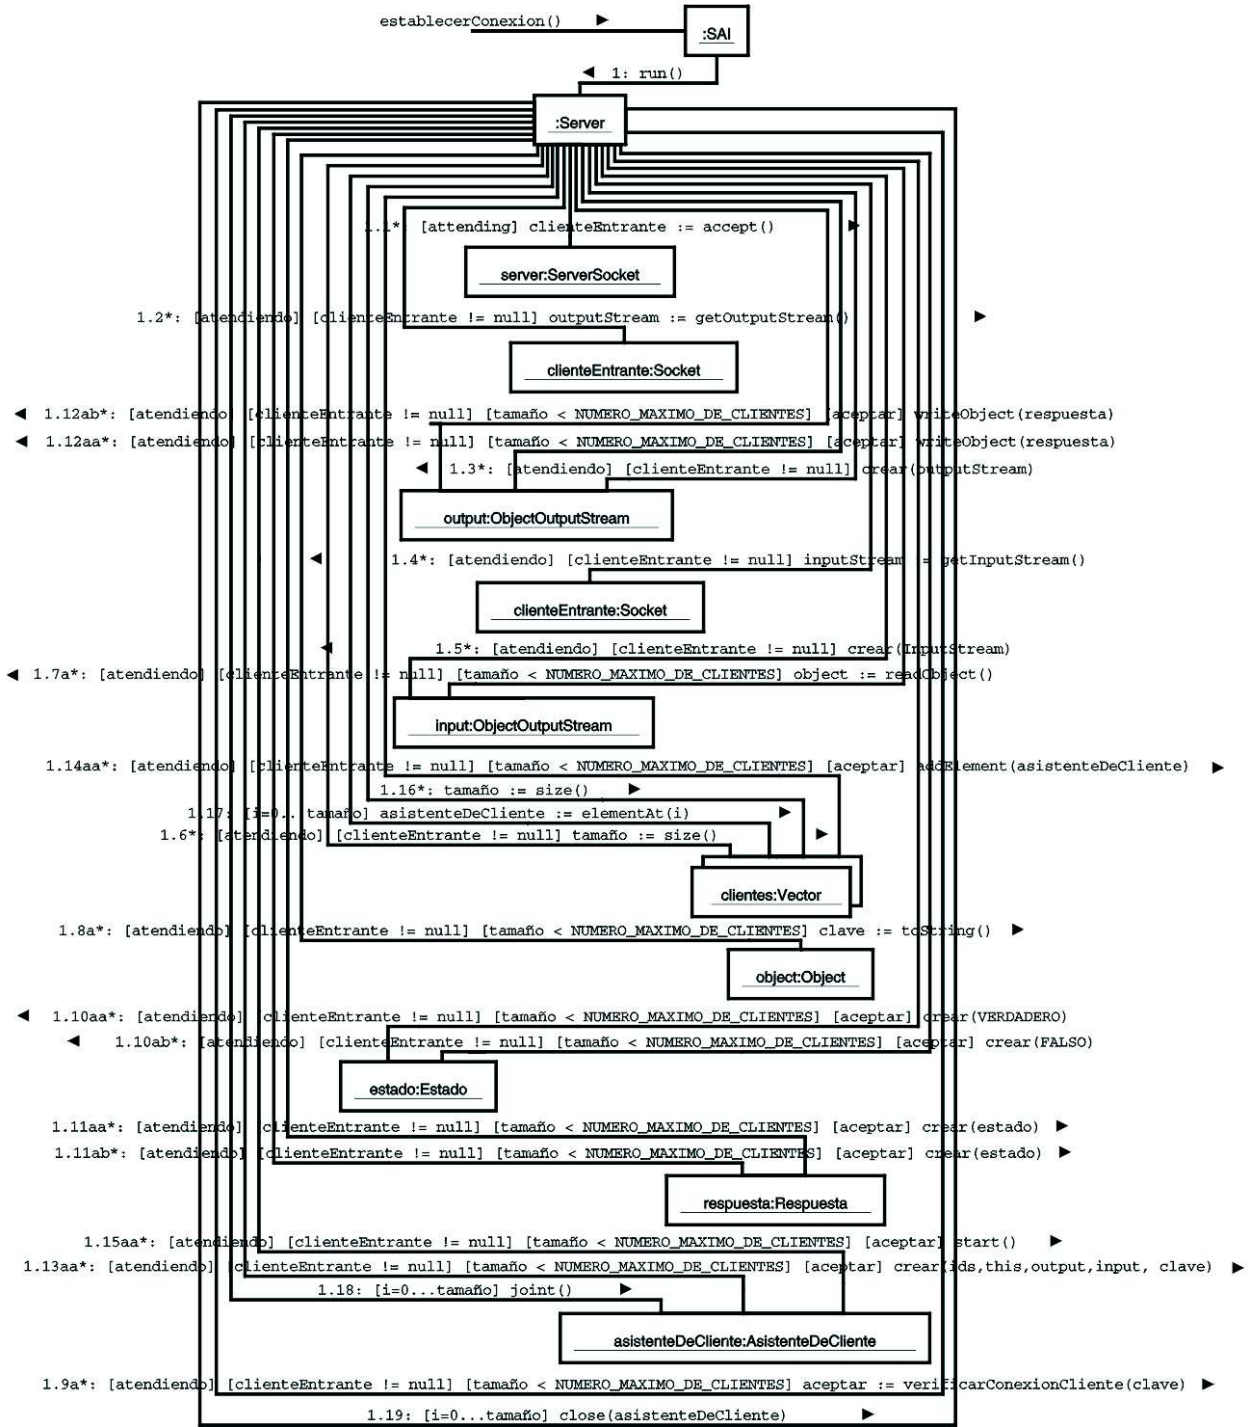 establecerConexion()
:SAI
1: run()
:Server
1.1*: [attending] clienteEntrante := accept()
server:ServerSocket
1.2*: [atendiendo] [clienteEntrante != null] outputStream := getOutputStream()
clienteEntrante:Socket
1.12ab*: [atendiendo] [clienteEntrante != null] [tamaño < NUMERO_MAXIMO_DE_CLIENTES] [aceptar] writeObject(respuesta)
1.12aa*: [atendiendo] [clienteEntrante != null] [tamaño < NUMERO_MAXIMO_DE_CLIENTES] [aceptar] writeObject(respuesta)
1.3*: [atendiendo] [clienteEntrante != null] crear(outputStream)
output:ObjectOutputStream
1.4*: [atendiendo] [clienteEntrante != null] inputStream := getInputStream()
clienteEntrante:Socket
1.5*: [atendiendo] [clienteEntrante != null] crear(InputStream)
1.7a*: [atendiendo] [clienteEntrante != null] [tamaño < NUMERO_MAXIMO_DE_CLIENTES] object := readObject()
input:ObjectOutputStream
1.14aa*: [atendiendo] [clienteEntrante != null] [tamaño < NUMERO_MAXIMO_DE_CLIENTES] [aceptar] addElement(asistenteDeCliente)
1.16*: tamaño := size()
1.17: [i=0...tamaño] asistenteDeCliente := elementAt(i)
1.6*: [atendiendo] [clienteEntrante != null] tamaño := size()
clientes:Vector
1.8a*: [atendiendo] [clienteEntrante != null] [tamaño < NUMERO_MAXIMO_DE_CLIENTES] clave := toString()
object:Object
1.10aa*: [atendiendo] [clienteEntrante != null] [tamaño < NUMERO_MAXIMO_DE_CLIENTES] [aceptar] crear(VERDADERO)
1.10ab*: [atendiendo] [clienteEntrante != null] [tamaño < NUMERO_MAXIMO_DE_CLIENTES] [aceptar] crear(FALSO)
estado:Estado
1.11aa*: [atendiendo] [clienteEntrante != null] [tamaño < NUMERO_MAXIMO_DE_CLIENTES] [aceptar] crear(estado)
1.11ab*: [atendiendo] [clienteEntrante != null] [tamaño < NUMERO_MAXIMO_DE_CLIENTES] [aceptar] crear(estado)
respuesta:Respuesta
1.15aa*: [atendiendo] [clienteEntrante != null] [tamaño < NUMERO_MAXIMO_DE_CLIENTES] [aceptar] start()
1.13aa*: [atendiendo] [clienteEntrante != null] [tamaño < NUMERO_MAXIMO_DE_CLIENTES] [aceptar] crear(ids,this,output,input, clave)
1.18: [i=0...tamaño] joint()
asistenteDeCliente:AsistenteDeCliente
1.9a*: [atendiendo] [clienteEntrante != null] [tamaño < NUMERO_MAXIMO_DE_CLIENTES] aceptar := verificarConexionCliente(clave)
1.19: [i=0...tamaño] close(asistenteDeCliente)